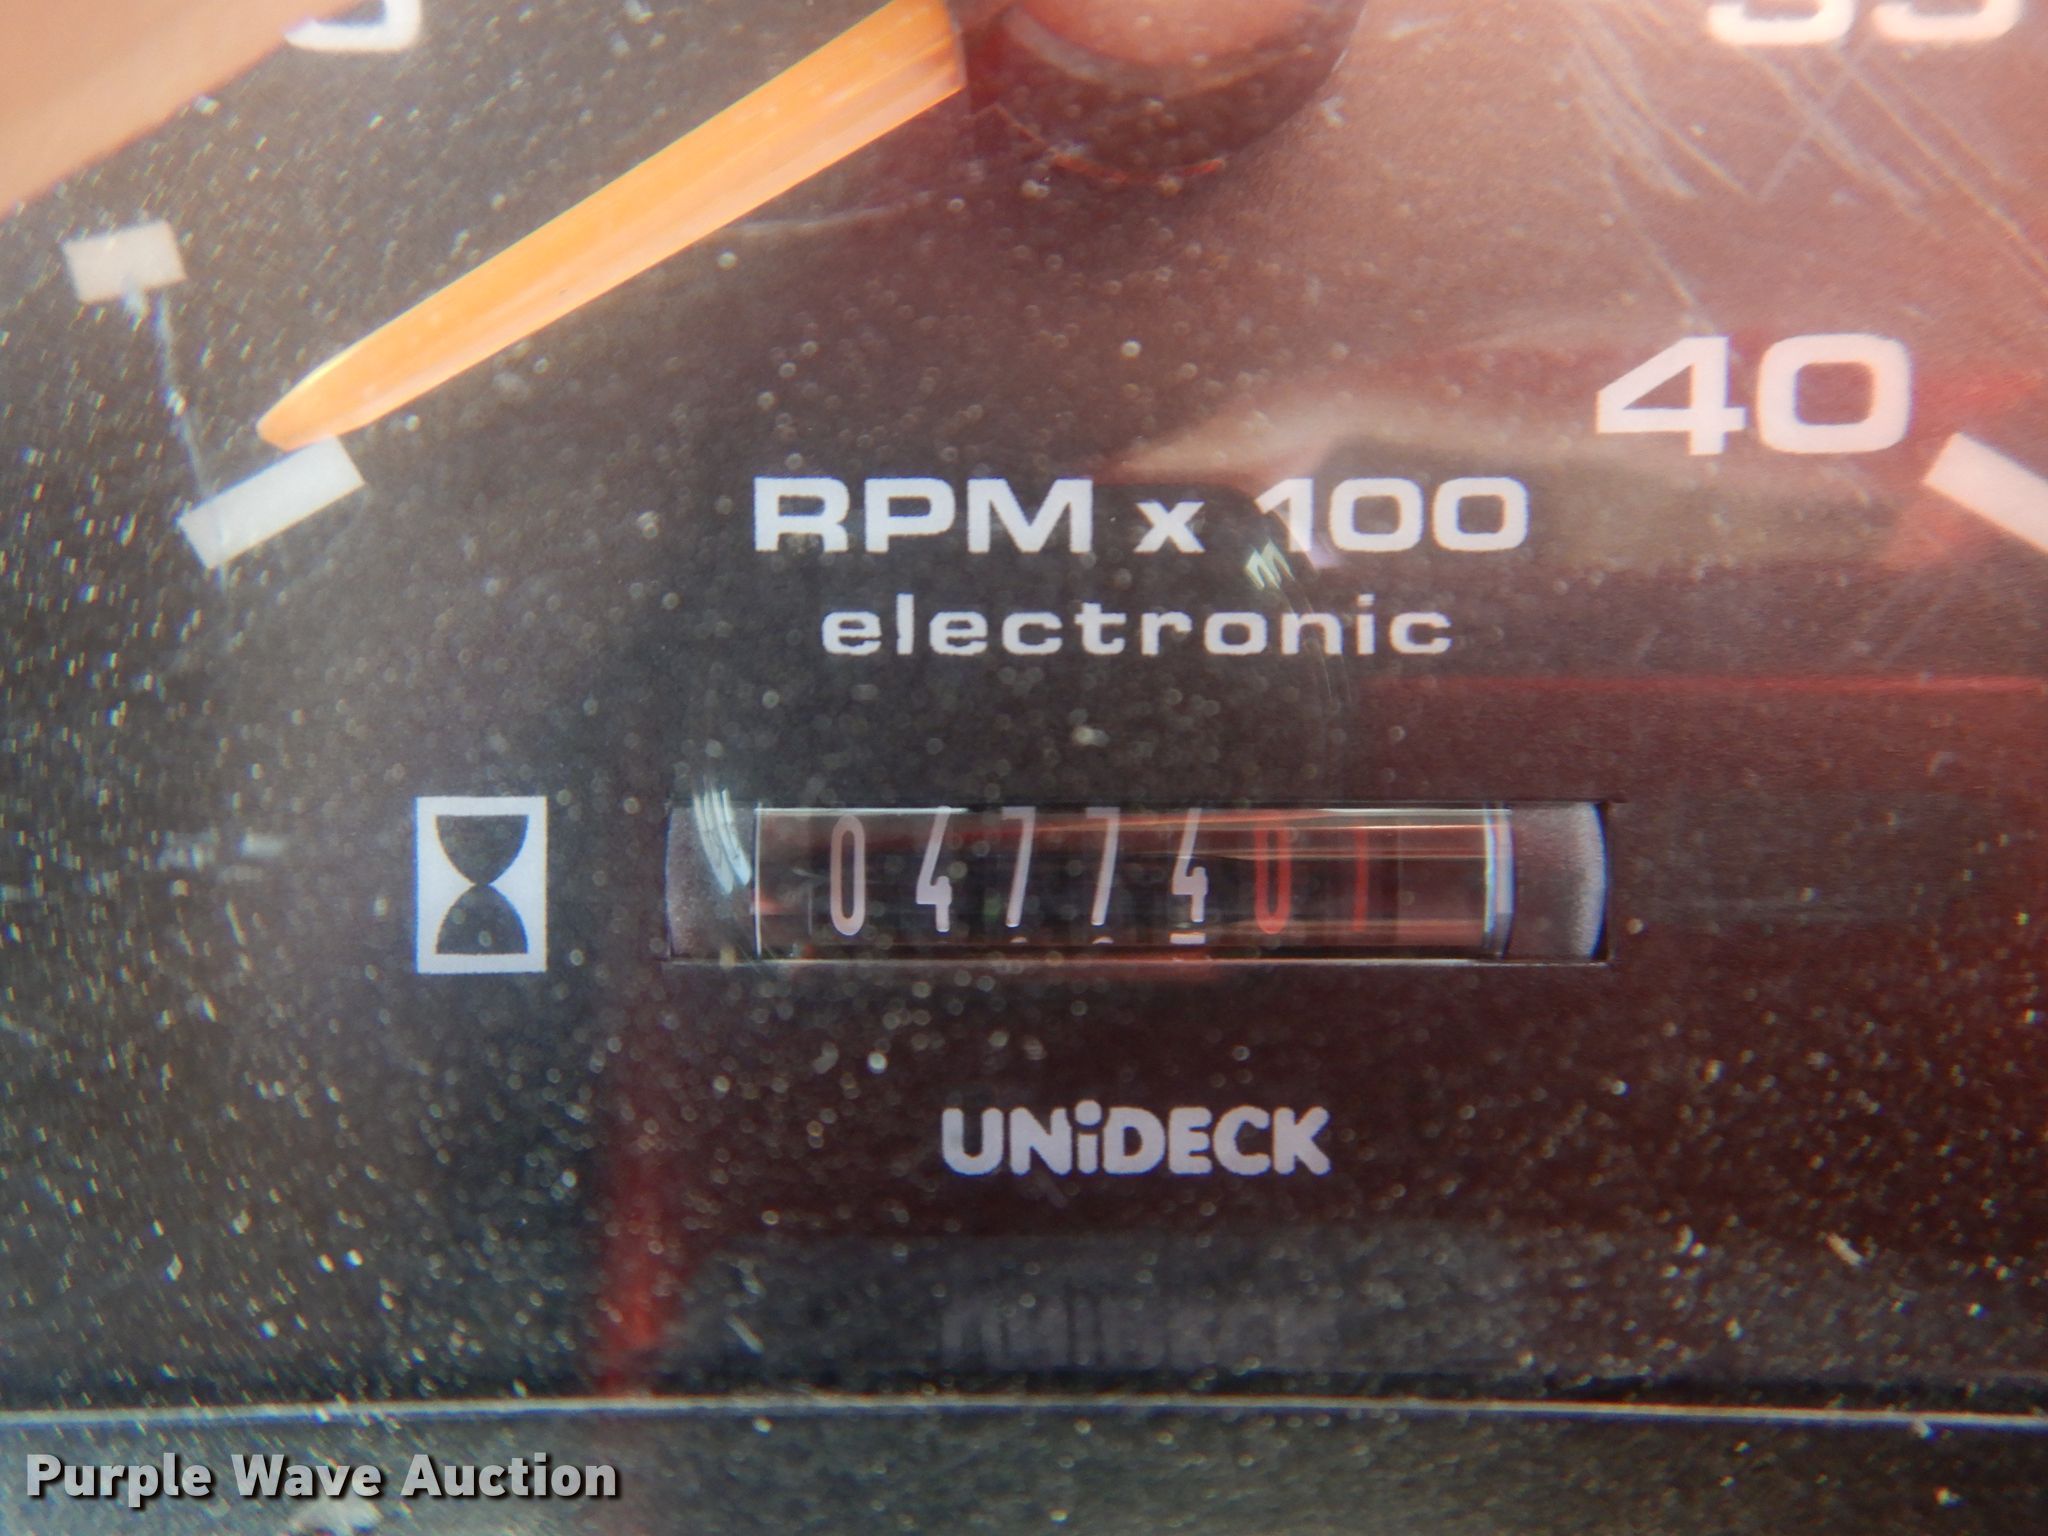 40
RPM x 100
electronic
0477401
UNiDECK
Purple Wave Auction